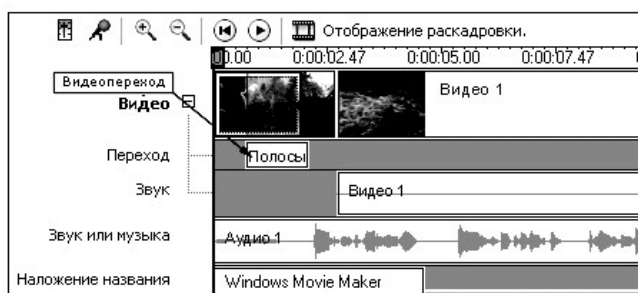 Отображение раскадровки.
0.00 0:00:02.47 0:00:05.00 0:00:07.47
Видеопереход
Видео
Видео 1
Переход
Полосы
Звук
Видео 1
Звук или музыка
Аудио 1
Наложение названия
Windows Movie Maker